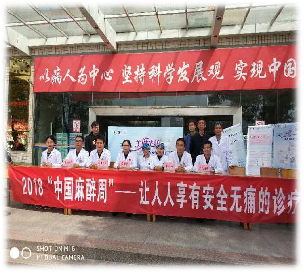 以病人为中心 坚持科学发展观 实现中国
2018“中国麻醉周”——让人人享有安全无痛的诊疗
SHOT ON MI 6
MI DUAL CAMERA